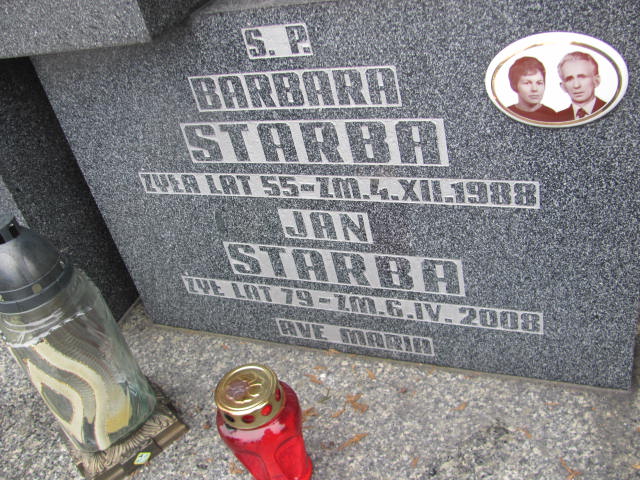 S. P.
BARBARA
STARBA
ŻYŁA LAT 55-ZM.4.XII.1988
JAN
STARBA
ŻYŁ LAT 79-ZM.6.IV.2008
AVE MARIA